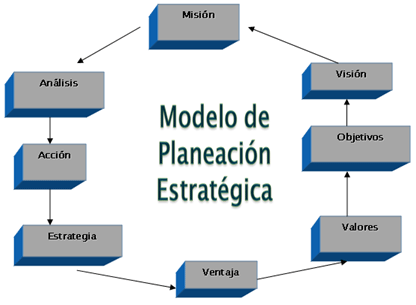 Misión
Análisis
Visión
Modelo de
Planeación
Estratégica
Objetivos
Acción
Estrategia
Valores
Ventaja